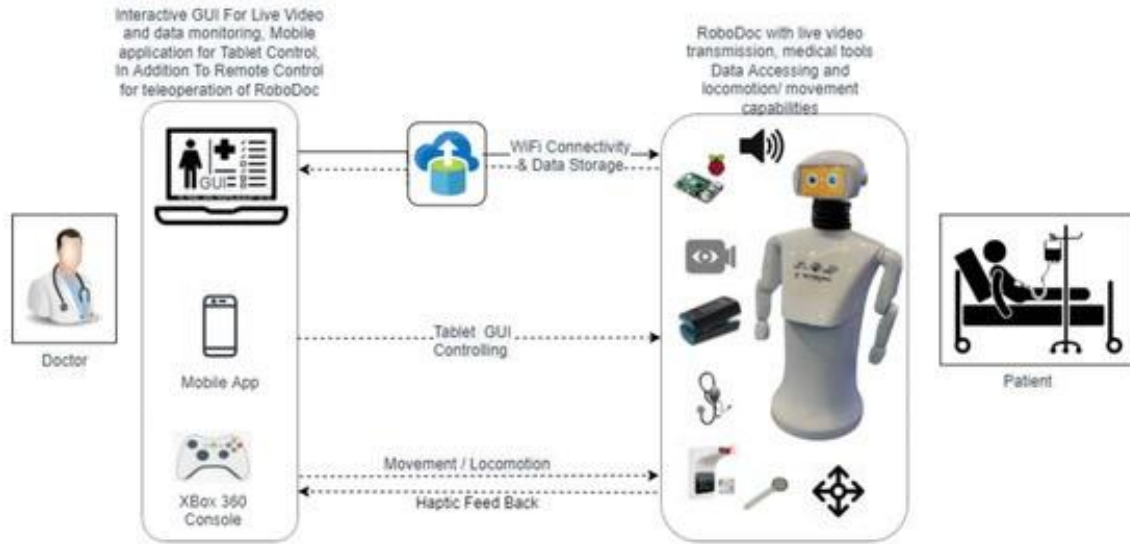 Interactive GUI For Live Video
and data monitoring, Mobile
application for Tablet Control,
In Addition To Remote Control
for teleoperation of RoboDoc
RoboDoc with live video
transmission, medical tools
Data Accessing and
locomotion/ movement
capabilities
GUI
WiFi Connectivity
& Data Storage
Doctor
Mobile App
Tablet GUI
Controlling
Patient
XBox 360
Console
Movement / Locomotion
Haptic Feed Back